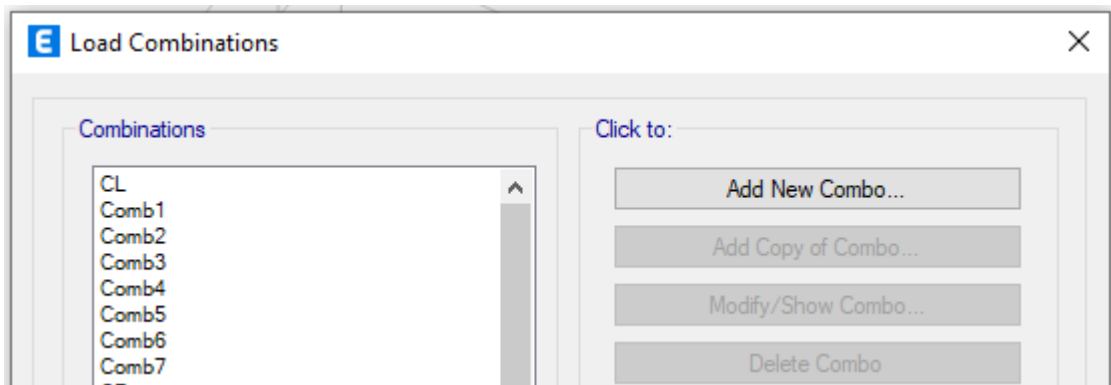 E Load Combinations
Combinations
CL
Comb1
Comb2
Comb3
Comb4
Comb5
Comb6
Comb7
Click to:
Add New Combo...
Add Copy of Combo...
Modify/Show Combo...
Delete Combo